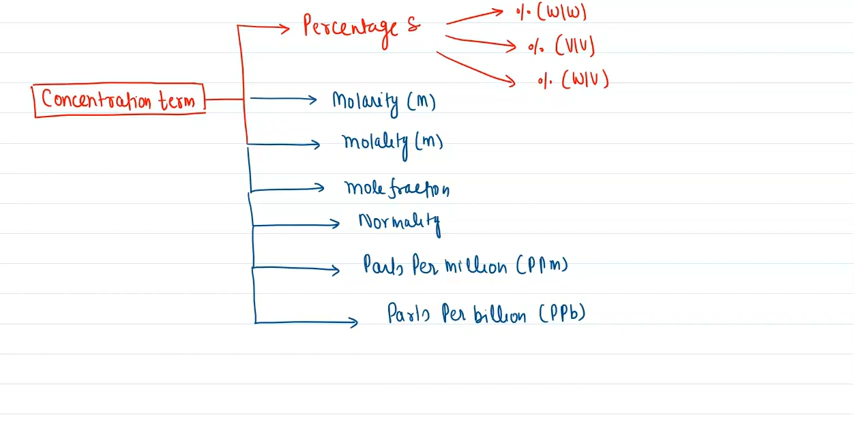 % (W/W)
Percentage s
% (V/V)
% (W/V)
Concentration term
Molarity (m)
Molality (m)
Mole fraction
Normality
Parts Per million (PPm)
Parts Per billion (PPb)